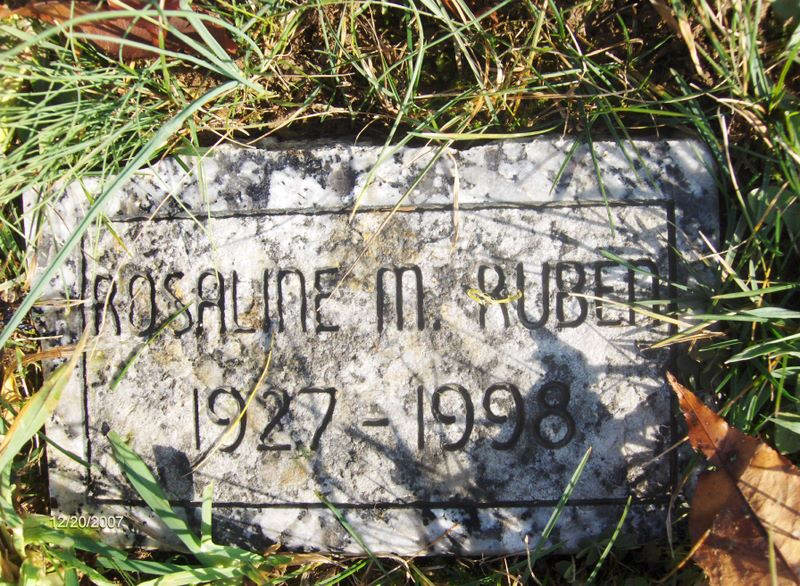 ROSALINE M. RUBEN
1927-1998
12/20/2007